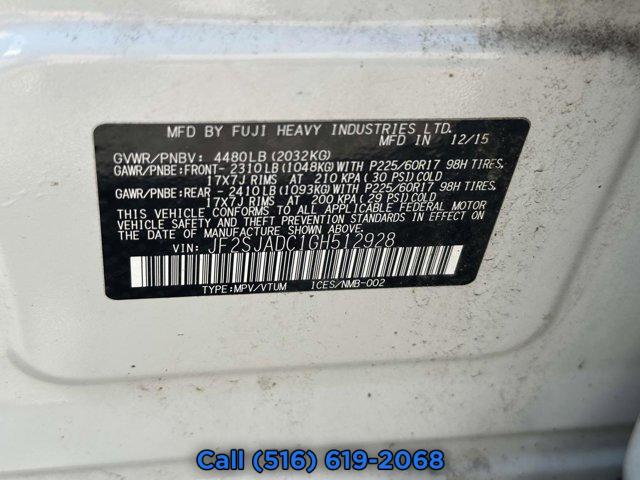 MFD BY FUJI HEAVY INDUSTRIES LTD.
MFD IN 12/15
GVWR/PNBV: 4480LB(2032KG)
GAWR/PNBE:FRONT-2310LB(1048KG)WITH P225/60R17 98H TIRES,
17X7J RIMS AT 210 KPA( 30 PSI)COLD
GAWR/PNBE:REAR -2410LB(1093KG)WITH P225/60R17 98H TIRES,
17X7J RIMS AT 200 KPA( 29 PSI)COLD
THIS VEHICLE CONFORMS TO ALL APPLICABLE FEDERAL MOTOR
VEHICLE SAFETY AND THEFT PREVENTION STANDARDS IN EFFECT
ON THE DATE OF MANUFACTURE SHOWN ABOVE.
VIN: JF2SJADC1GH512928
TYPE:MPV/VTUM ICES/NMB-002
Call (516) 619-2068